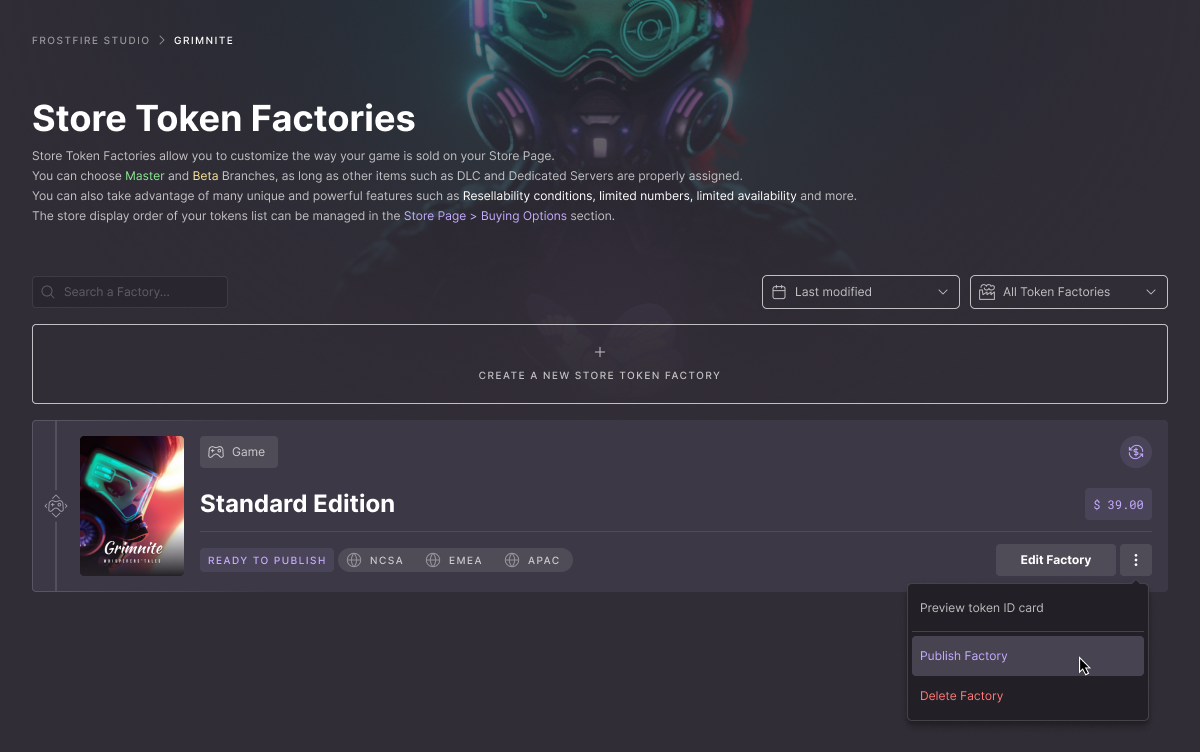 FROSTFIRE STUDIO > GRIMNITE
Store Token Factories
Store Token Factories allow you to customize the way your game is sold on your Store Page.
You can choose Master and Beta Branches, as long as other items such as DLC and Dedicated Servers are properly assigned.
You can also take advantage of many unique and powerful features such as Resellability conditions, limited numbers, limited availability and more.
The store display order of your tokens list can be managed in the Store Page > Buying Options section.
Search a Factory...
Last modified
All Token Factories
+
CREATE A NEW STORE TOKEN FACTORY
Game
Standard Edition
$ 39.00
Grimnite
READY TO PUBLISH
NCSA
EMEA
APAC
Edit Factory
Preview token ID card
Publish Factory
Delete Factory